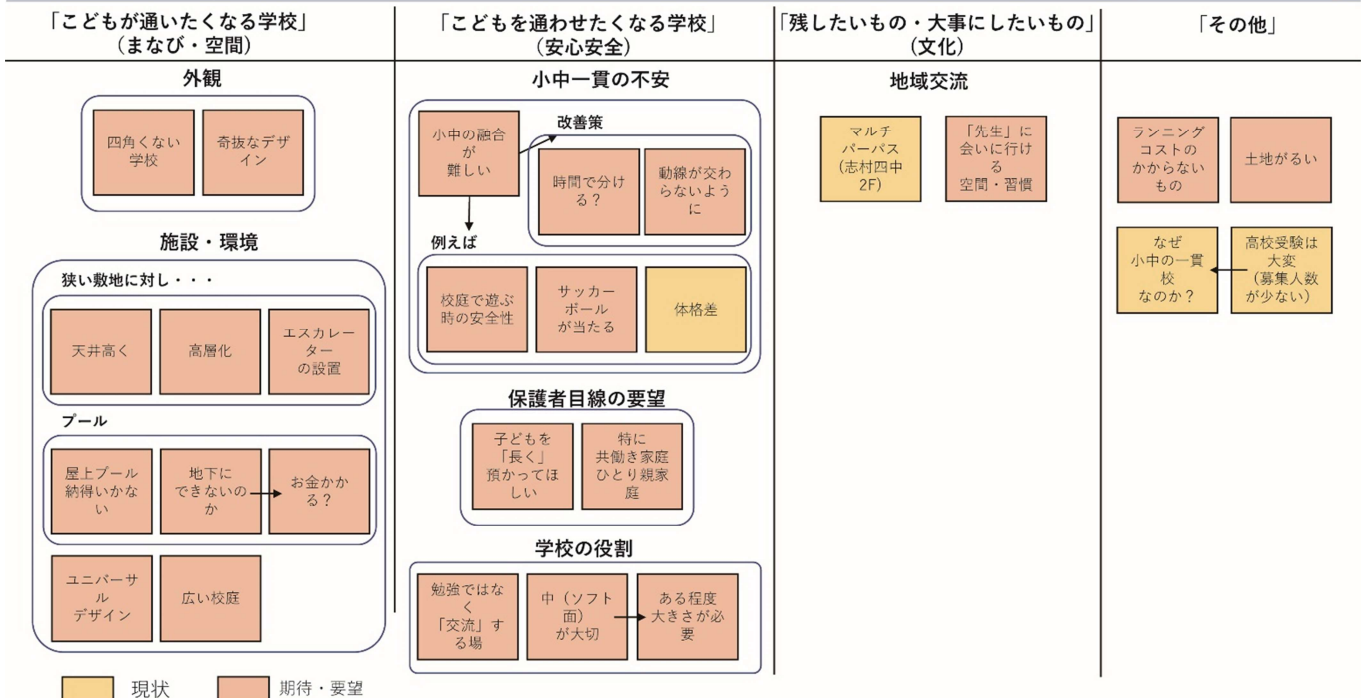 「こどもが通いたくなる学校」
（まなび・空間）
外観
四角くない
学校
奇抜なデザ
イン
施設・環境
狭い敷地に対し・・・
天井高く
高層化
エスカレー
ター
の設置
プール
屋上プール
納得いかな
い
地下に
できないの
か
お金かか
る？
ユニバーサ
ル
デザイン
広い校庭
「こどもを通わせたくなる学校」
（安心安全）
小中一貫の不安
小中の融合
が
難しい
改善策
時間で分け
る？
動線が交わ
らないよう
に
例えば
校庭で遊ぶ
時の安全性
サッカー
ボール
が当たる
体格差
保護者目線の要望
子どもを
「長く」
預かってほ
しい
特に
共働き家庭
ひとり親家
庭
学校の役割
勉強ではな
く
「交流」す
る場
中（ソフト
面）
が大切
ある程度
大きさが必
要
「残したいもの・大事にしたいもの」
（文化）
地域交流
マルチ
パーパス
(志村四中
2F)
「先生」に
会いに行け
る
空間・習慣
「その他」
ランニング
コストの
かからない
もの
土地がるい
なぜ
小中の一貫
校
なのか？
高校受験は
大変
（募集人数
が少ない）
現状
期待・要望